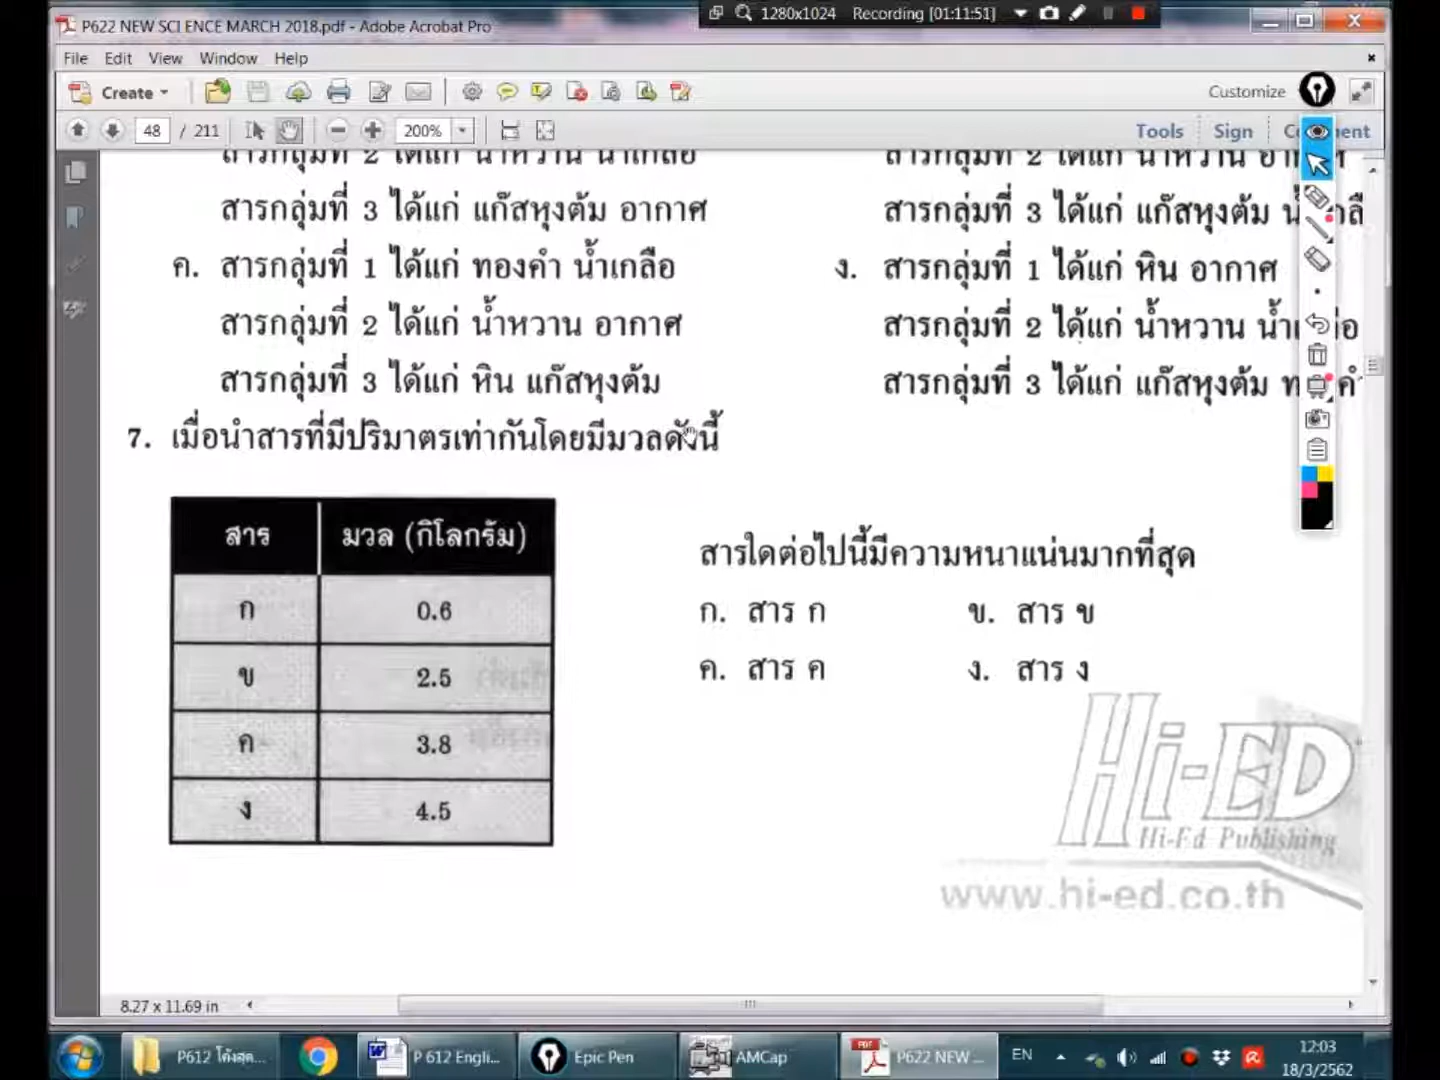 P622 NEW SCI ENCE MARCH 2018.pdf - Adobe Acrobat Pro
1280x1024 Recording [01:11:51]
File Edit View Window Help
Create
Customize
48 / 211 200%
Tools Sign
สารกลุ่มที่ 3 ได้แก่ แก๊สหุงต้ม อากาศ
สารกลุ่มที่ 3 ได้แก่ แก๊สหุงต้ม
ค. สารกลุ่มที่ 1 ได้แก่ ทองคำ น้ำเกลือ
ง. สารกลุ่มที่ 1 ได้แก่ หิน อากาศ
สารกลุ่มที่ 2 ได้แก่ น้ำหวาน อากาศ
สารกลุ่มที่ 2 ได้แก่ น้ำหวาน
สารกลุ่มที่ 3 ได้แก่ หิน แก๊สหุงต้ม
สารกลุ่มที่ 3 ได้แก่ แก๊สหุงต้ม
7. เมื่อนำสารที่มีปริมาตรเท่ากันโดยมีมวลดังนี้
สาร มวล (กิโลกรัม)
ก 0.6
ข 2.5
ค 3.8
ง 4.5
สารใดต่อไปนี้มีความหนาแน่นมากที่สุด
ก. สาร ก ข. สาร ข
ค. สาร ค ง. สาร ง
Hi-ED
Hi-Ed Publishing
www.hi-ed.co.th
8.27 x 11.69 in
P612 โค้งสุด... P 612 Engli... Epic Pen AMCap P622 NEW ... EN 12:03
18/3/2562